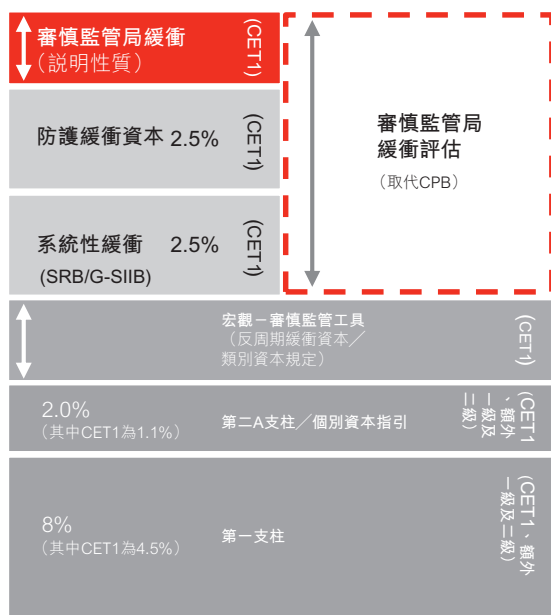 審慎監管局緩衝
（説明性質）
(CET1)
審慎監管局
緩衝評估
（取代CPB）
防護緩衝資本 2.5%
(CET1)
系統性緩衝 2.5%
(SRB/G-SIIB)
(CET1)
宏觀－審慎監管工具
（反周期緩衝資本／
類別資本規定）
(CET1)
2.0%
（其中CET1為1.1%）
第二A支柱／個別資本指引
(CET1
、額外
一級及
二級)
8%
（其中CET1為4.5%）
第一支柱
(CET1、額外
一級及二級)